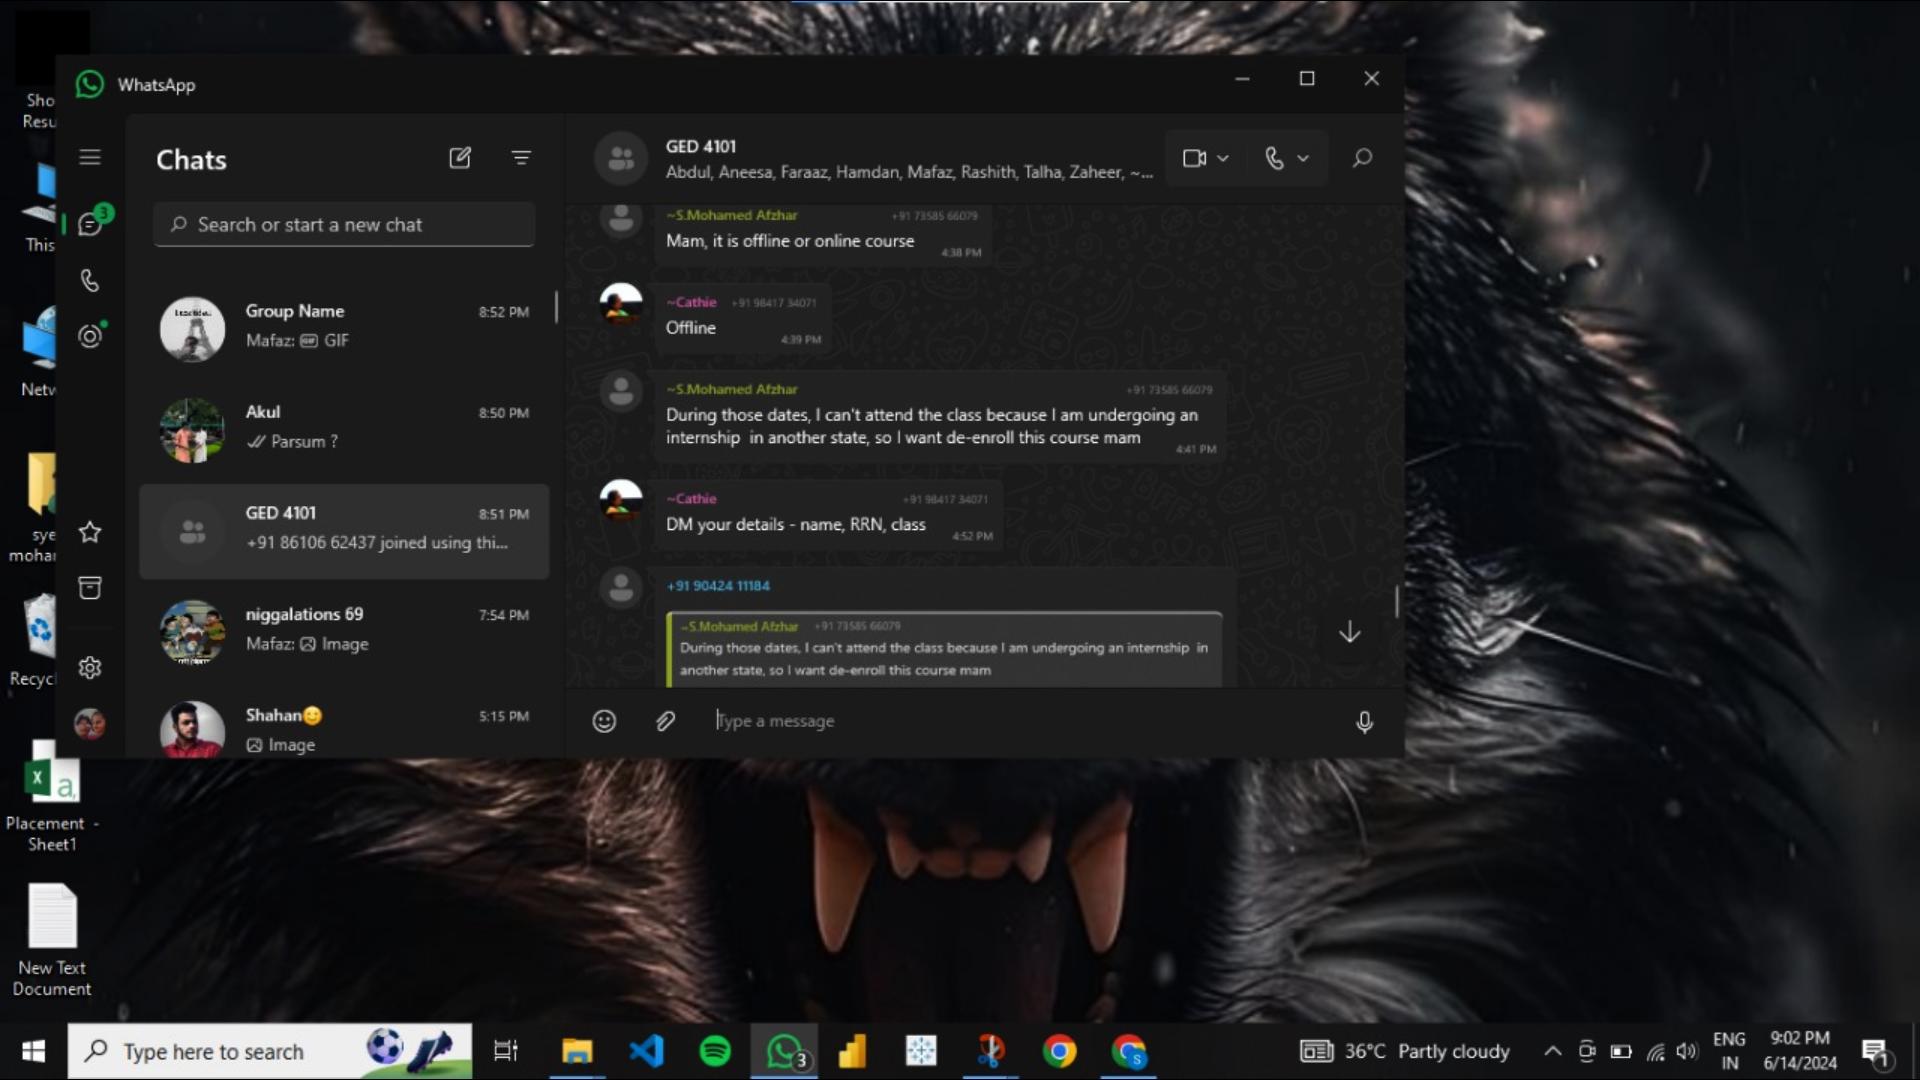 Sho
Resu
This
Netw
sye
mohar
Recyc
Placement -
Sheet1
New Text
Document
WhatsApp
3
Chats
Search or start a new chat
Group Name
8:52 PM
Mafaz: GIF GIF
Akul
8:50 PM
Parsum ?
GED 4101
8:51 PM
+91 86106 62437 joined using thi...
niggalations 69
7:54 PM
Mafaz: Image
Shahan
5:15 PM
Image
GED 4101
Abdul, Aneesa, Faraaz, Hamdan, Mafaz, Rashith, Talha, Zaheer, ~...
~S.Mohamed Afzhar +91 73585 66079
Mam, it is offline or online course
4:38 PM
~Cathie +91 98417 34071
Offline
4:39 PM
~S.Mohamed Afzhar +91 73585 66079
During those dates, I can't attend the class because I am undergoing an
internship in another state, so I want de-enroll this course mam
4:41 PM
~Cathie +91 98417 34071
DM your details - name, RRN, class
4:52 PM
+91 90424 11184
~S.Mohamed Afzhar +91 73585 66079
During those dates, I can't attend the class because I am undergoing an internship in
another state, so I want de-enroll this course mam
Type a message
Type here to search
3
S
36°C Partly cloudy
ENG
IN
9:02 PM
6/14/2024
1